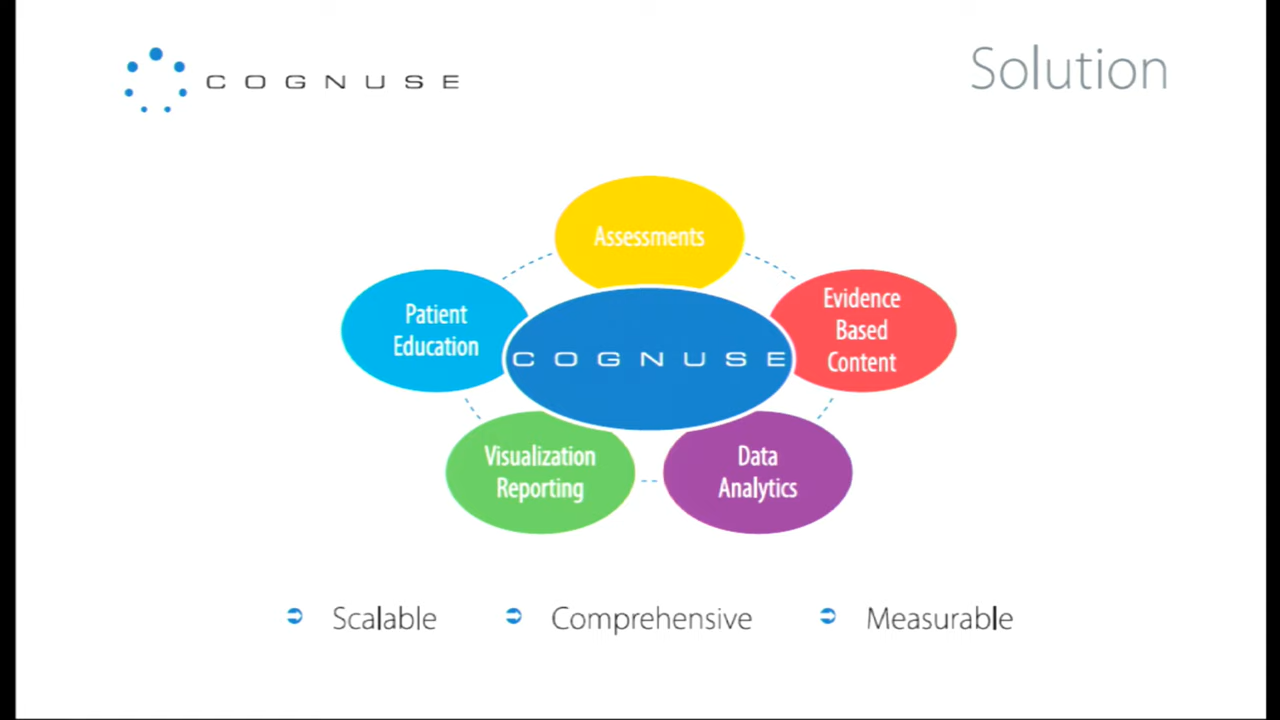 COGNUSE
Solution
Assessments
Patient
Education
Evidence
Based
Content
COGNUSE
Visualization
Reporting
Data
Analytics
Scalable
Comprehensive
Measurable